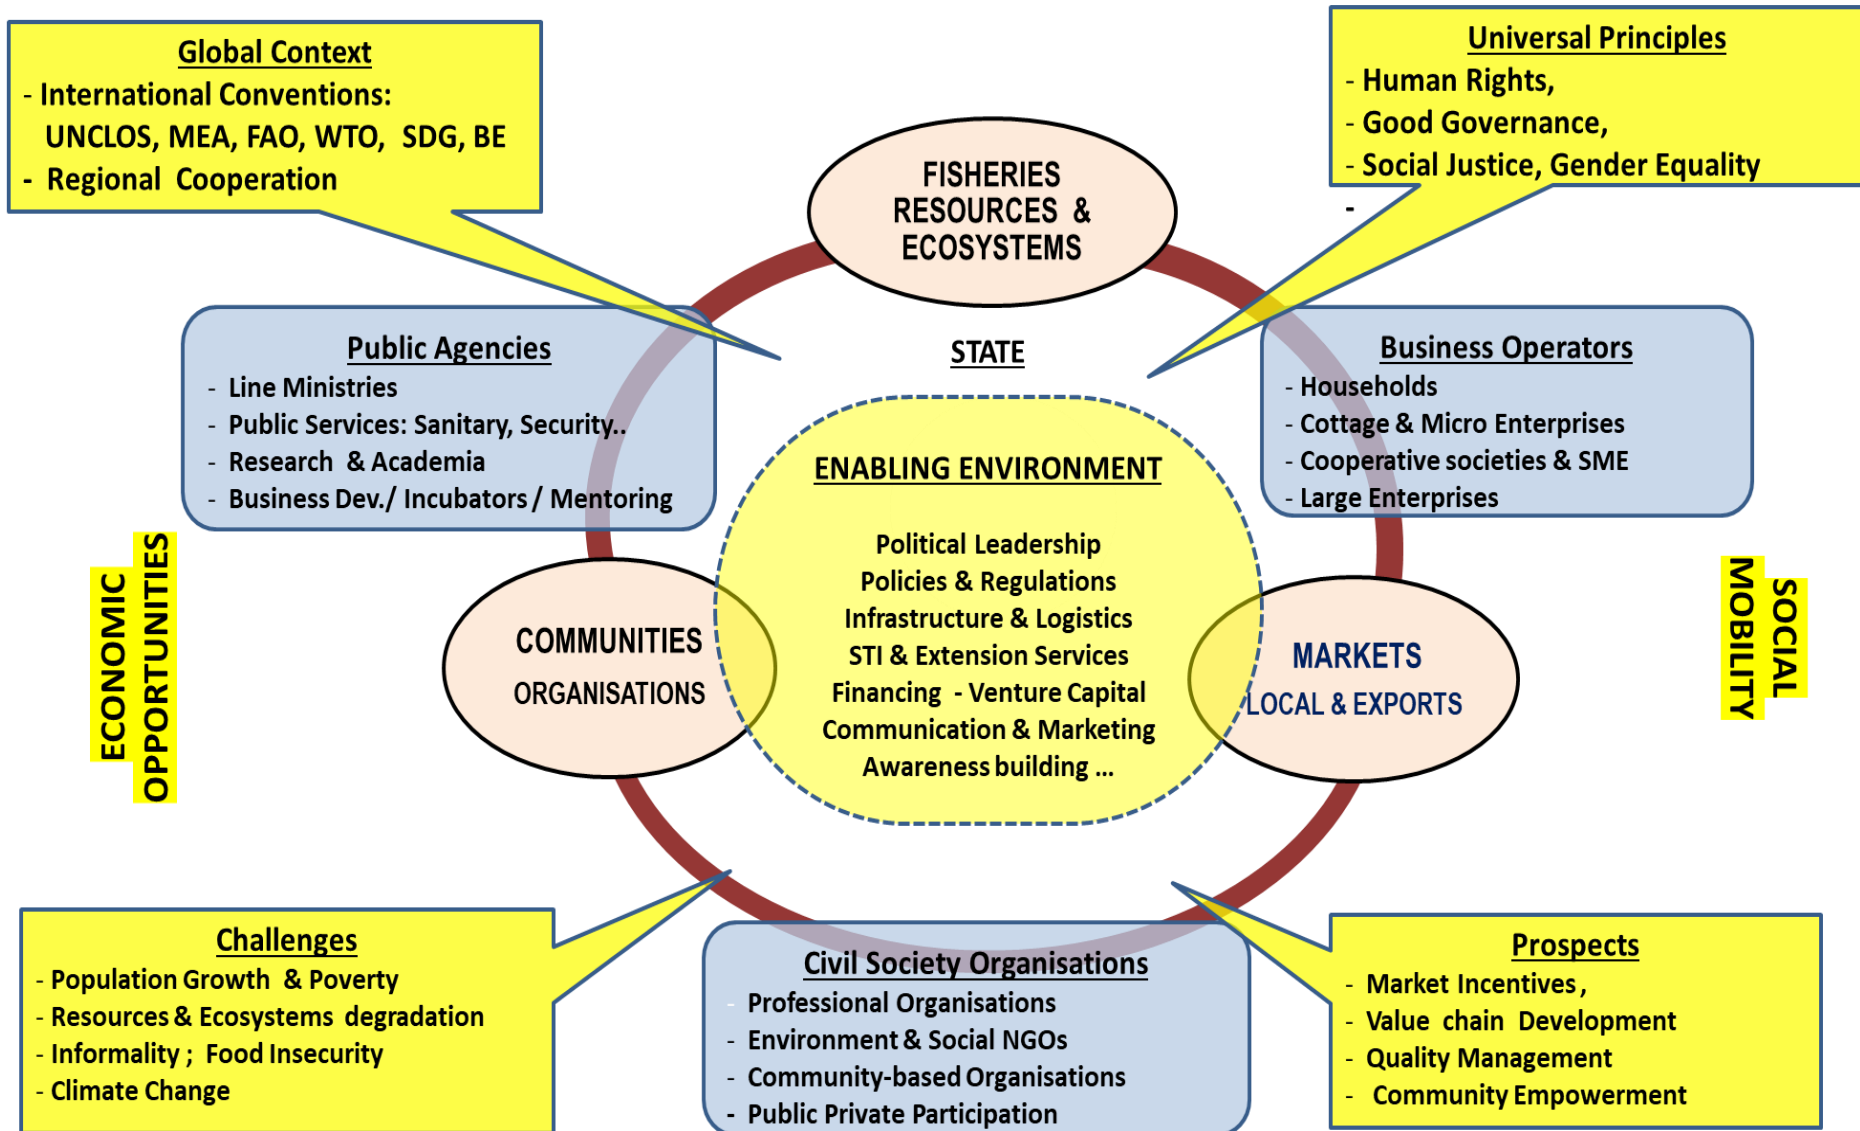 Global Context
- International Conventions:
UNCLOS, MEA, FAO, WTO, SDG, BE
- Regional Cooperation
Universal Principles
- Human Rights,
- Good Governance,
- Social Justice, Gender Equality
-
FISHERIES
RESOURCES &
ECOSYSTEMS
Public Agencies
- Line Ministries
- Public Services: Sanitary, Security..
- Research & Academia
- Business Dev./ Incubators / Mentoring
STATE
Business Operators
- Households
- Cottage & Micro Enterprises
- Cooperative societies & SME
- Large Enterprises
ENABLING ENVIRONMENT
Political Leadership
Policies & Regulations
Infrastructure & Logistics
STI & Extension Services
Financing - Venture Capital
Communication & Marketing
Awareness building ...
ECONOMIC
OPPORTUNITIES
COMMUNITIES
ORGANISATIONS
MARKETS
LOCAL & EXPORTS
SOCIAL
MOBILITY
Challenges
- Population Growth & Poverty
- Resources & Ecosystems degradation
- Informality ; Food Insecurity
- Climate Change
Civil Society Organisations
- Professional Organisations
- Environment & Social NGOs
- Community-based Organisations
- Public Private Participation
Prospects
- Market Incentives ,
- Value chain Development
- Quality Management
- Community Empowerment